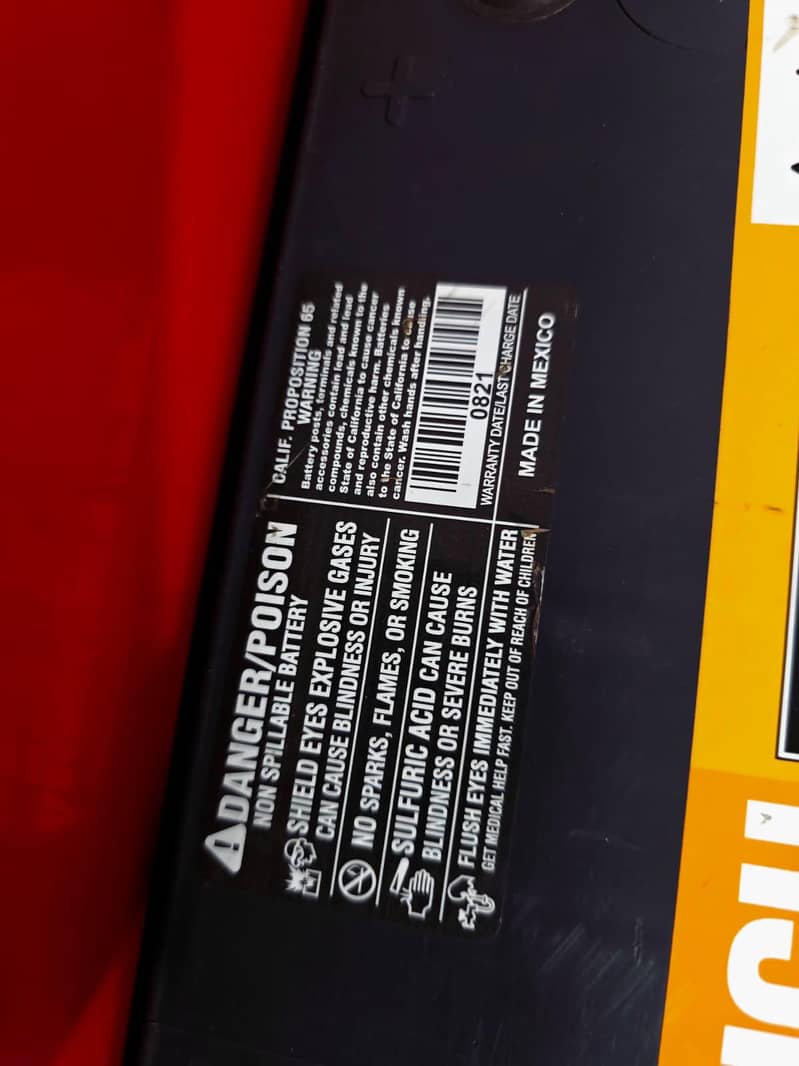 ⚠DANGER/POISON
NON SPILLABLE BATTERY
SHIELD EYES EXPLOSIVE GASES
CAN CAUSE BLINDNESS OR INJURY
NO SPARKS, FLAMES, OR SMOKING
SULFURIC ACID CAN CAUSE
BLINDNESS OR SEVERE BURNS
FLUSH EYES IMMEDIATELY WITH WATER
GET MEDICAL HELP FAST. KEEP OUT OF REACH OF CHILDREN
CALIF. PROPOSITION 65
WARNING
Battery posts, terminals and related
accessories contain lead and lead
compounds, chemicals known to the
State of California to cause cancer
and reproductive harm. Batteries
also contain other chemicals known
to the State of California to cause
cancer. Wash hands after handling.
0821
WARRANTY DATE/LAST CHARGE DATE
MADE IN MEXICO
+